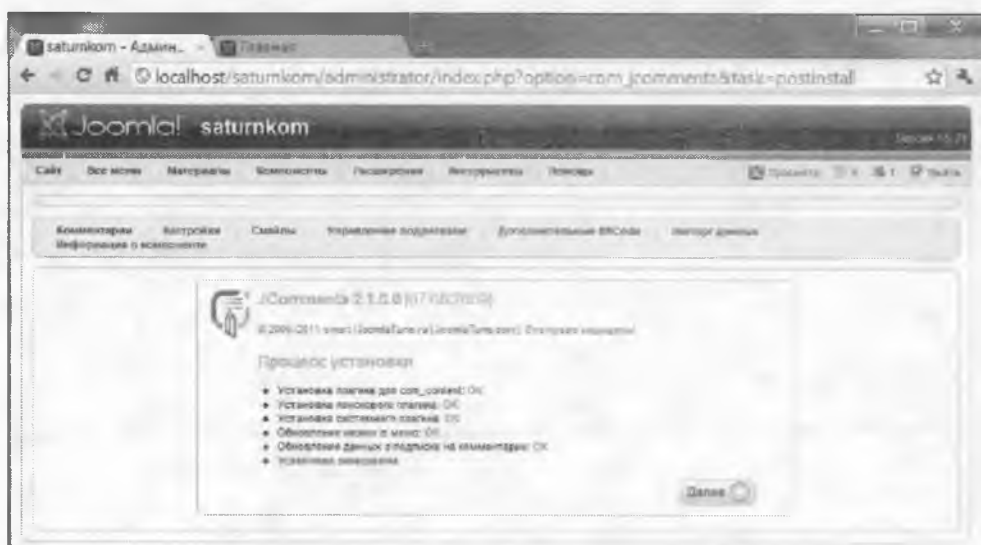 saturnkom - Админ...
Главная
localhost/saturnkom/administrator/index.php?option=com_jcomments&task=postinstall
Joomla! saturnkom
Сайт Все меню Материалы Компоненты Расширения Инструменты Помощь
Комментарии Настройки Смайлы Управление подписками Дополнительные BBCode Импорт данных
Информация о компоненте
JComments 2.1.0.0
Процесс установки
Установка плагина для com_content: OK
Установка поискового плагина: OK
Установка системного плагина: OK
Обновление иконки в меню: OK
Обновление данных о подписке на комментарии: OK
Установка завершена
Далее